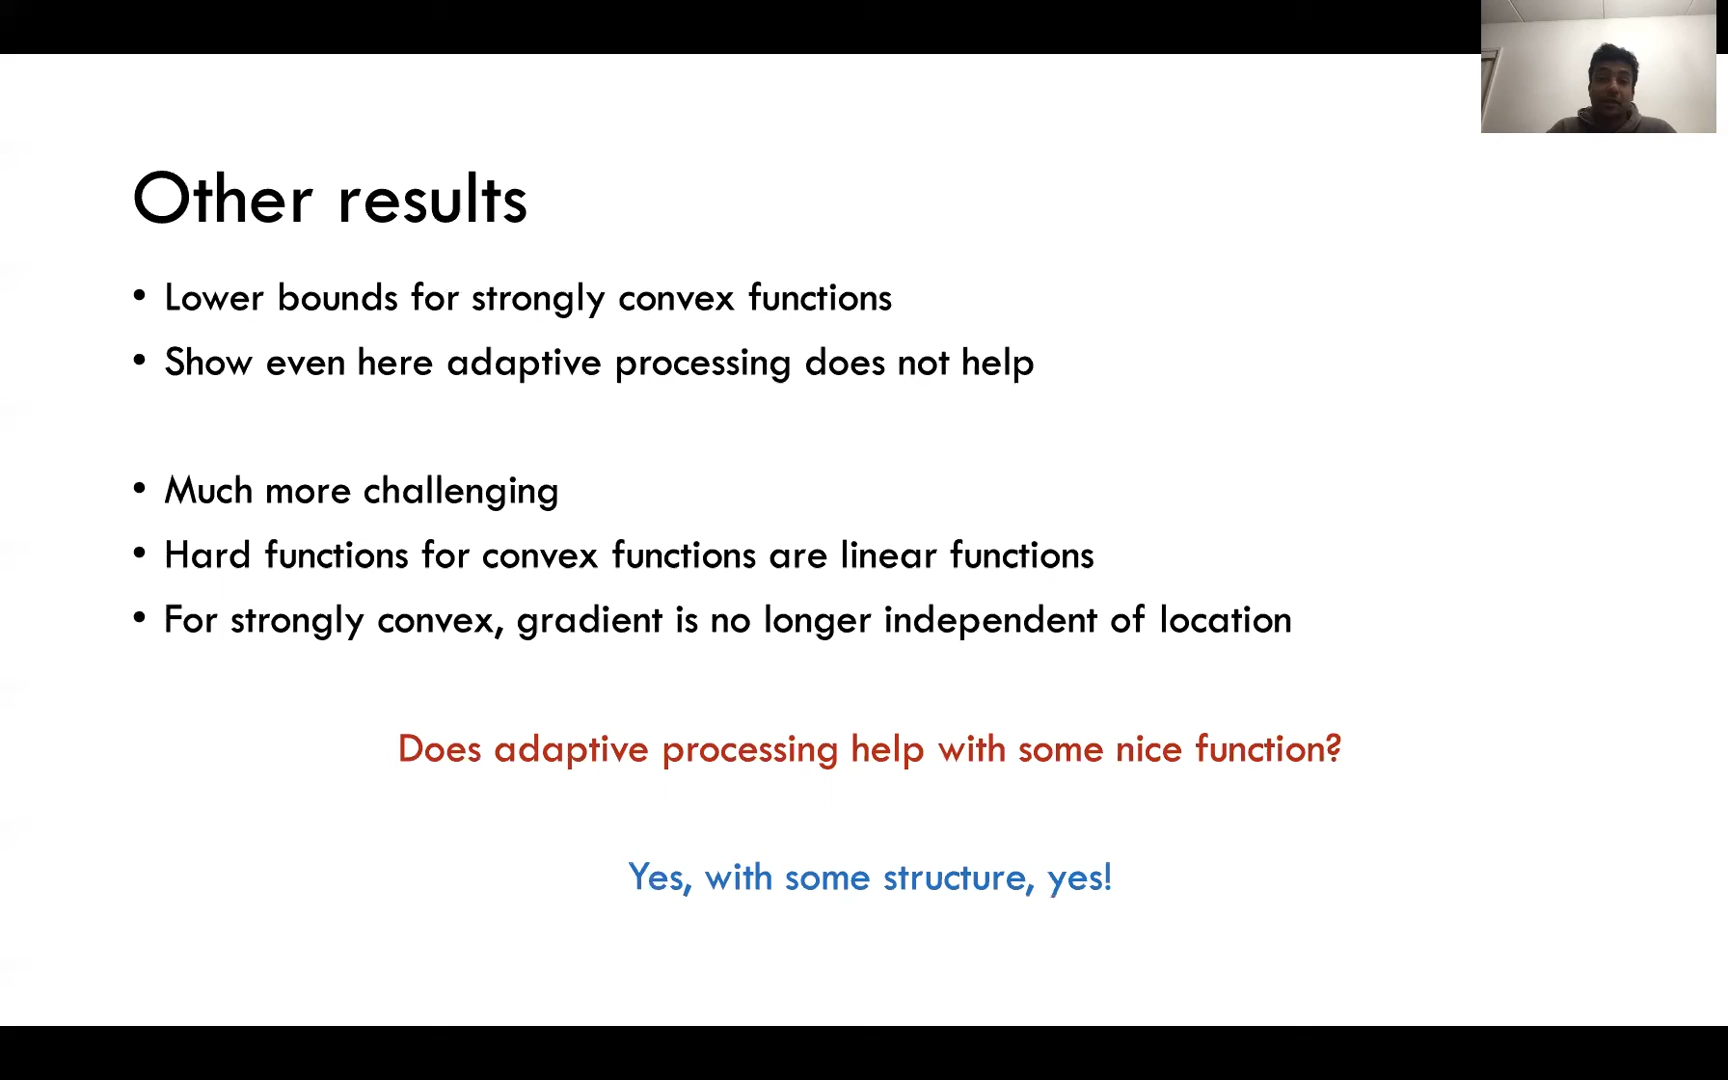 Other results
• Lower bounds for strongly convex functions
• Show even here adaptive processing does not help
• Much more challenging
• Hard functions for convex functions are linear functions
• For strongly convex, gradient is no longer independent of location
Does adaptive processing help with some nice function?
Yes, with some structure, yes!